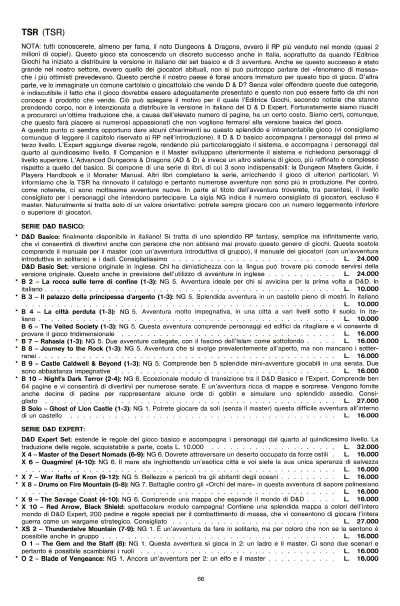 TSR (TSR)
NOTA: tutti conoscerete, almeno per fama, il noto Dungeons & Dragons, ovvero il RP più venduto nel mondo (quasi 2
milioni di copie!). Questo gioco sta conoscendo un discreto successo anche in Italia, soprattutto da quando l'Editrice
Giochi ha iniziato a distribuire la versione in italiano del set base e di 3 avventure. Anche se questo successo è stato
grande nel nostro settore, ovvero quello dei giocatori abituali, non si può purtroppo parlare del «fenomeno di massa»
che i più ottimisti prevedevano. Questo perché il nostro paese è forse ancora immaturo per questo tipo di gioco. D'altra
parte, ve lo immaginate un comune cartolaio o giocattolaio che vende D & D? Senza voler offendere queste due categorie,
è indiscutibile il fatto che il gioco dovrebbe essere adeguatamente presentato e questo non può essere fatto da chi non
conosce il prodotto che vende. Ciò può spiegare il motivo per il quale l'Editrice Giochi, secondo notizie che stanno
prendendo corpo, non è intenzionata a distribuire la versione in italiano del D & D Expert. Fortunatamente siamo riusciti
a procurarci un'ottima traduzione che, a causa dell'elevato numero di pagine, ha un certo costo. Siamo certi, comunque,
che questo farà piacere ai numerosi appassionati che non vogliono fermarsi alla versione basica del gioco.
A questo punto ci sembra opportuno dare alcuni chiarimenti su questo splendido e intramontabile gioco (vi consigliamo
comunque di leggere il capitolo riservato ai RP nell'introduzione). Il D & D basico accompagna i personaggi dal primo al
terzo livello. L'Expert aggiunge diverse regole, rendendo più particolareggiato il sistema, e accompagna i personaggi dal
quarto al quindicesimo livello. Il Companion e il Master sviluppano ulteriormente il sistema e richiedono personaggi di
livello superiore. L'Advanced Dungeons & Dragons (AD & D) è invece un altro sistema di gioco, più raffinato e complesso
rispetto a quello del basico. Si compone di una serie di libri, di cui 3 sono indispensabili: la Dungeon Masters Guide, il
Players Handbook e il Monster Manual. Altri libri completano la serie, arricchendo il gioco di ulteriori particolari. Vi
informiamo che la TSR ha rinnovato il catalogo e pertanto numerose avventure non sono più in produzione. Per contro,
come noterete, ci sono moltissime avventure nuove. In parte al titolo dell'avventura troverete, tra parentesi, il livello
consigliato per i personaggi che intendono partecipare. La sigla NG indica il numero consigliato di giocatori, escluso il
master. Naturalmente si tratta solo di un valore orientativo: potrete sempre giocare con un numero leggermente inferiore
o superiore di giocatori.
SERIE D&D BASICO:
* D&D Basico: finalmente disponibile in italiano! Si tratta di uno splendido RP fantasy, semplice ma infinitamente vario,
che vi consentirà di divertirvi anche con persone che non abbiano mai provato questo genere di giochi. Questa scatola
comprende il manuale per i master (con un'avventura introduttiva di gruppo), il manuale dei giocatori (con un'avventura
introduttiva in solitario) e i dadi. Consigliatissimo . . . . . . . . L. 24.000
D&D Basic Set: versione originale in inglese. Chi ha dimestichezza con la lingua può trovare più comodo servirsi della
versione originale. Questo anche in previsione dell'utilizzo di avventure in inglese . . . . . . . . L. 24.000
* B 2 – La rocca sulle terre di confine (1-3): NG 5. Avventura ideale per chi si avvicina per la prima volta a D&D. In
italiano . . . . . . . . L. 10.000
* B 3 – Il palazzo della principessa d'argento (1-3): NG 5. Splendida avventura in un castello pieno di mostri. In italiano
. . . . . . . . L. 10.000
* B 4 – La città perduta (1-3): NG 5. Avventura molto impegnativa, in una città a vari livelli sotto il suolo. In ita-
liano . . . . . . . . L. 10.000
B 6 – The Veiled Society (1-3): NG 5. Questa avventura comprende personaggi ed edifici da ritagliare e vi consente di
provare il gioco tridimensionale . . . . . . . . L. 16.000
* B 7 – Rahasia (1-3): NG 5. Due avventure collegate, con il fascino dell'Islam come sottofondo . . . . . . . . L. 16.000
* B 8 – Journey to The Rock (1-3): NG 5. Avventura che si svolge prevalentemente all'aperto, ma non mancano i sotter-
ranei . . . . . . . . L. 16.000
* B 9 – Castle Caldwell & Beyond (1-3): NG 5. Comprende ben 5 splendide mini-avventure giocabili in una serata. Due
sono abbastanza impegnative . . . . . . . . L. 16.000
* B 10 – Night's Dark Terror (2-4): NG 6. Eccezionale modulo di transizione tra il D&D Basico e l'Expert. Comprende ben
64 pagine e vi consentirà di divertirvi per numerose serate. È un'avventura ricca di mappe e sorprese. Vengono fornite
anche decine di pedine per rappresentare alcune orde di goblin e simulare uno splendido assedio. Consi-
gliato . . . . . . . . L. 27.000
B Solo – Ghost of Lion Castle (1-3): NG 1. Potrete giocare da soli (senza il master) questa difficile avventura all'interno
di un castello . . . . . . . . L. 16.000
SERIE D&D EXPERT:
D&D Expert Set: estende le regole del gioco basico e accompagna i personaggi dal quarto al quindicesimo livello. La
traduzione delle regole, acquistabile a parte, costa L. 10.000 . . . . . . . . L. 32.000
X 4 – Master of the Desert Nomads (6-9): NG 6. Dovrete attraversare un deserto occupato da forze ostili . L. 16.000
* X 6 – Quagmire! (4-10): NG 6. Il mare sta inghiottendo un'esotica città e voi siete la sua unica speranza di salvezza
. . . . . . . . L. 16.000
* X 7 – War Rafts of Kron (9-12): NG 5. Bellezze e pericoli tra gli abitanti degli oceani . . . . . . . . L. 16.000
* X 8 – Drums on Fire Mountain (5-8): NG 7. Battaglie contro gli «Orchi del mare» in questa avventura di sapore polinesiano
. . . . . . . . L. 16.000
* X 9 – The Savage Coast (4-10): NG 6. Comprende una mappa che espande il mondo di D&D . . . . . . . . L. 16.000
* X 10 – Red Arrow, Black Shield: spettacolare modulo campagna! Contiene una splendida mappa a colori dell'intero
mondo di D&D Expert, 200 pedine e regole speciali per il combattimento di massa, che vi consentono di giocare l'intera
guerra come un wargame strategico. Consigliato . . . . . . . . L. 27.000
* XS 2 – Thunderdelve Mountain (7-9): NG 1. È un'avventura da fare in solitario, ma per coloro che non se la sentono è
possibile anche in gruppo . . . . . . . . L. 16.000
O 1 – The Gem and the Staff (8): NG 1. Questa avventura si gioca in 2: un ladro e il master. Ci sono due scenari e
pertanto è possibile scambiarsi i ruoli . . . . . . . . L. 16.000
* O 2 – Blade of Vengeance: NG 1. Ancora un'avventura per 2: un elfo e il master . . . . . . . . L. 16.000
66